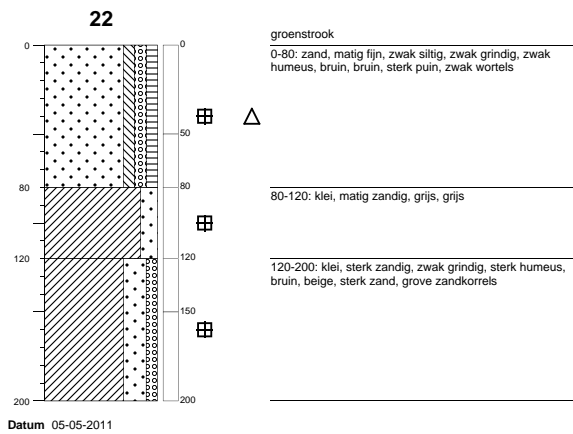 22
groenstrook
0
0
0-80: zand, matig fijn, zwak siltig, zwak grindig, zwak
humeus, bruin, bruin, sterk puin, zwak wortels
50
80
80
80-120: klei, matig zandig, grijs, grijs
120
120
120-200: klei, sterk zandig, zwak grindig, sterk humeus,
bruin, beige, sterk zand, grove zandkorrels
150
200
200
Datum 05-05-2011